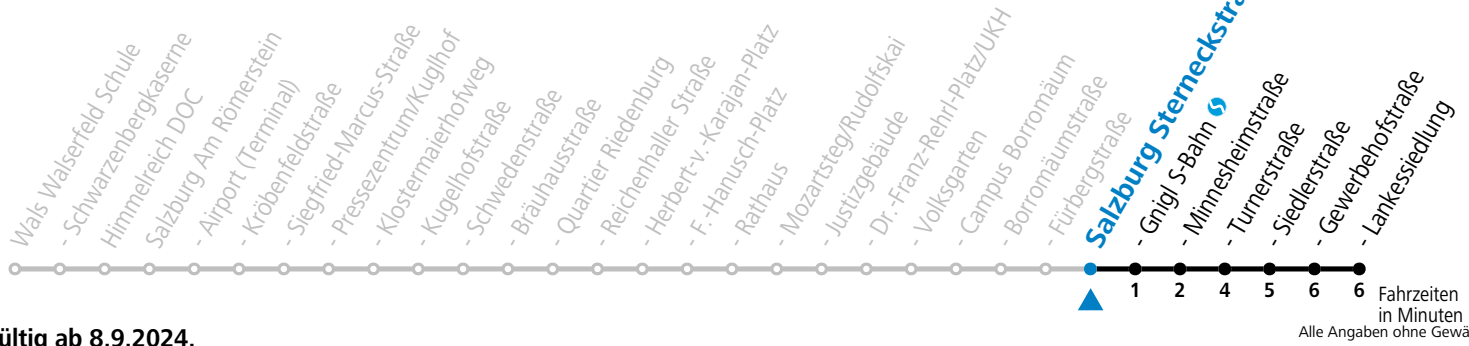 Wals Walserfeld Schule
- Schwarzenbergkaserne
Himmelreich DOC
Salzburg Am Römerstein
- Airport (Terminal)
- Kröbenfeldstraße
- Siegfried-Marcus-Straße
- Pressezentrum/Kuglhof
- Klostermaierhofweg
- Kugelhofstraße
- Schwedenstraße
- Bräuhausstraße
- Quartier Riedenburg
- Reichenhaller Straße
- Herbert-v.-Karajan-Platz
- F.-Hanusch-Platz
- Rathaus
- Mozartsteg/Rudolfskai
- Justizgebäude
- Dr.-Franz-Rehrl-Platz/UKH
- Volksgarten
- Campus Borromäum
- Borromäumstraße
- Fürbergstraße
Salzburg Sterneckstra
- Gnigl S-Bahn
- Minnesheimstraße
- Turnerstraße
- Siedlerstraße
- Gewerbehofstraße
- Lankessiedlung
1 2 4 5 6 6 Fahrzeiten
in Minuten
Alle Angaben ohne Gewä
ültig ab 8.9.2024.